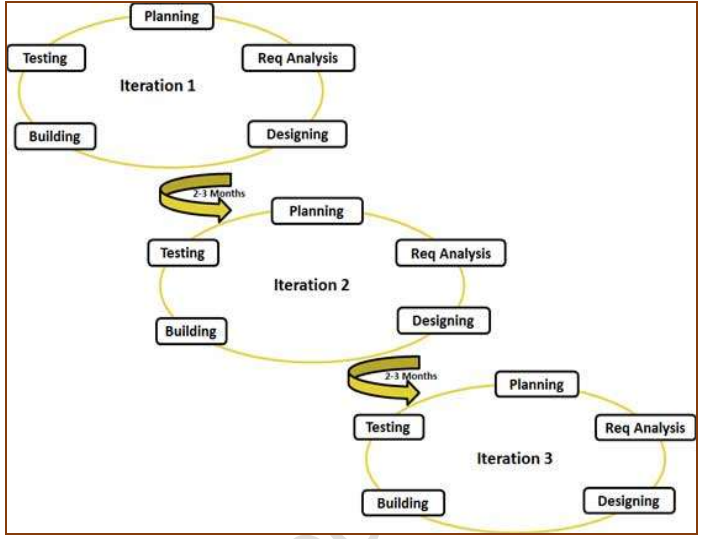 Planning
Testing
Req Analysis
Iteration 1
Building
Designing
2-3 Months
Planning
Testing
Req Analysis
Iteration 2
Building
Designing
2-3 Months
Planning
Testing
Req Analysis
Iteration 3
Building
Designing